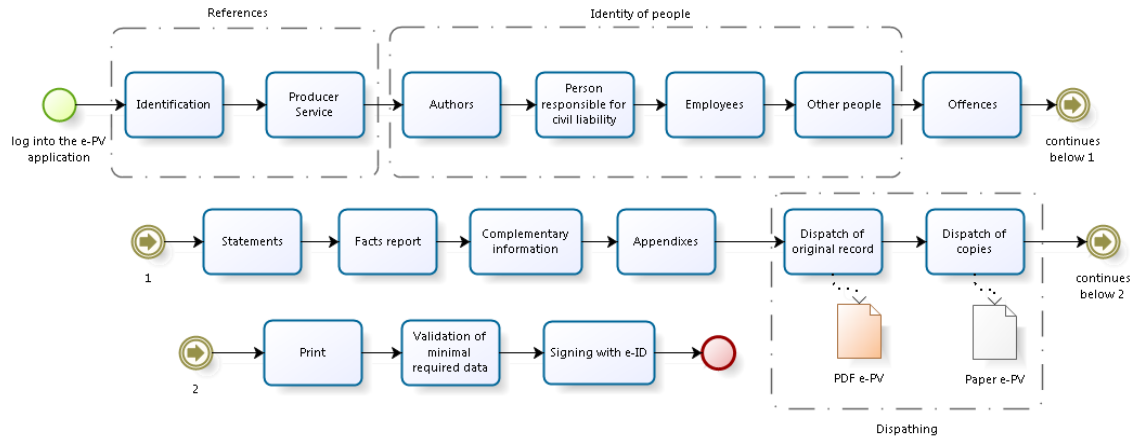 References
Identity of people
Identification
Producer
Service
Authors
Person
responsible for
civil liability
Employees
Other people
Offences
log into the e-PV
application
continues
below 1
Statements
Facts report
Complementary
information
Appendixes
Dispatch of
original record
Dispatch of
copies
1
continues
below 2
Print
Validation of
minimal
required data
Signing with e-ID
2
PDF e-PV
Paper e-PV
Dispathing